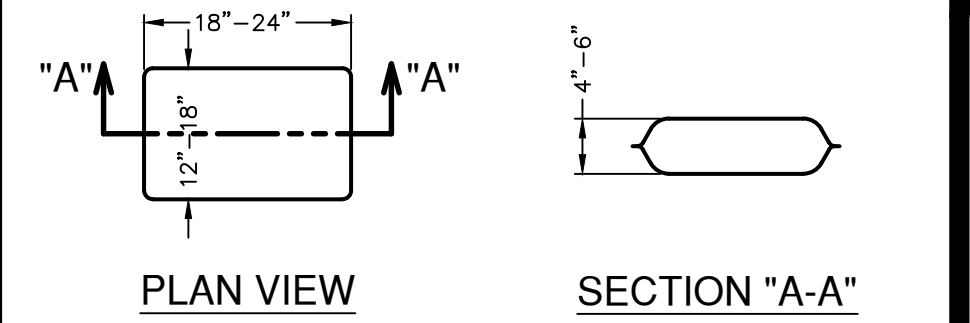 18"–24"
"A"
"A"
12"–18"
PLAN VIEW
4"–6"
SECTION "A-A"